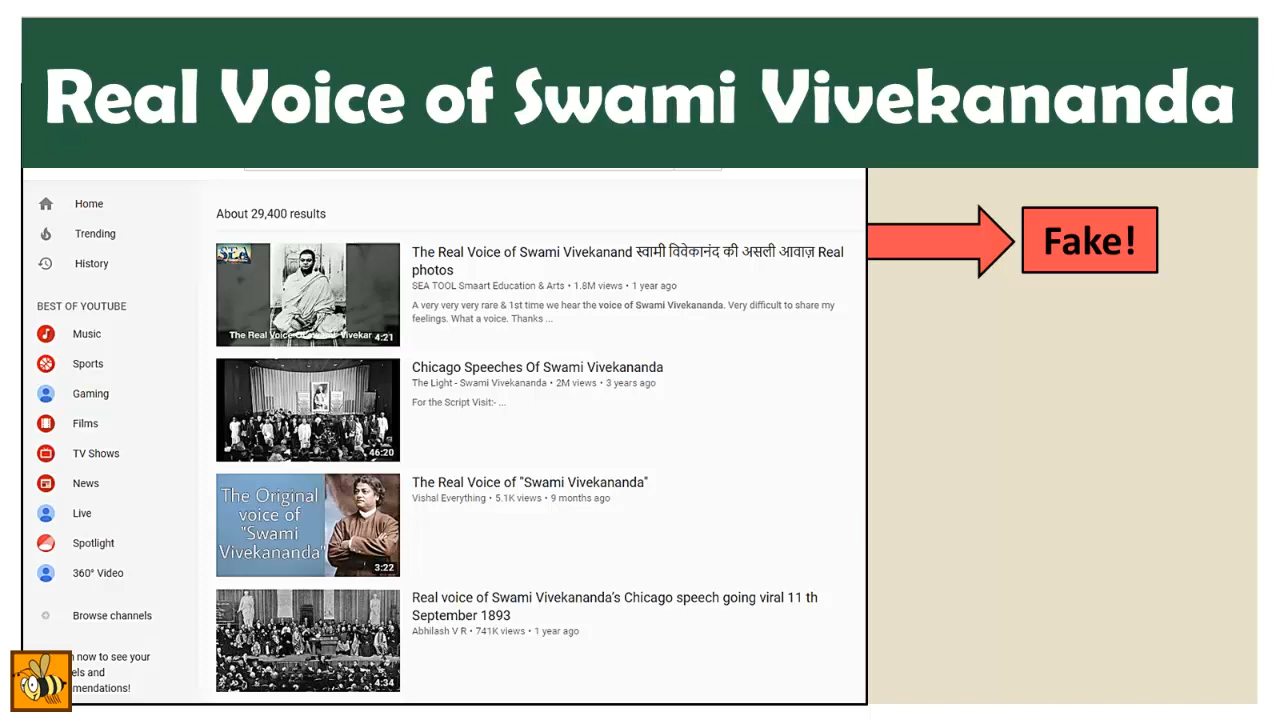 Real Voice of Swami Vivekananda
Home
Trending
History
BEST OF YOUTUBE
Music
Sports
Gaming
Films
TV Shows
News
Live
Spotlight
360° Video
Browse channels
now to see your
els and
mendations!
About 29,400 results
SEA
The Real Voice of Vivekar
4:21
The Real Voice of Swami Vivekanand स्वामी विवेकानंद की असली आवाज़ Real
photos
SEA TOOL Smaart Education & Arts • 1.8M views • 1 year ago
A very very very rare & 1st time we hear the voice of Swami Vivekananda. Very difficult to share my
feelings. What a voice. Thanks ...
46:20
Chicago Speeches Of Swami Vivekananda
The Light - Swami Vivekananda • 2M views • 3 years ago
For the Script Visit:- ...
The Original
voice of
"Swami
Vivekananda"
3:22
The Real Voice of "Swami Vivekananda"
Vishal Everything • 5.1K views • 9 months ago
4:34
Real voice of Swami Vivekananda's Chicago speech going viral 11 th
September 1893
Abhilash V R • 741K views • 1 year ago
Fake!